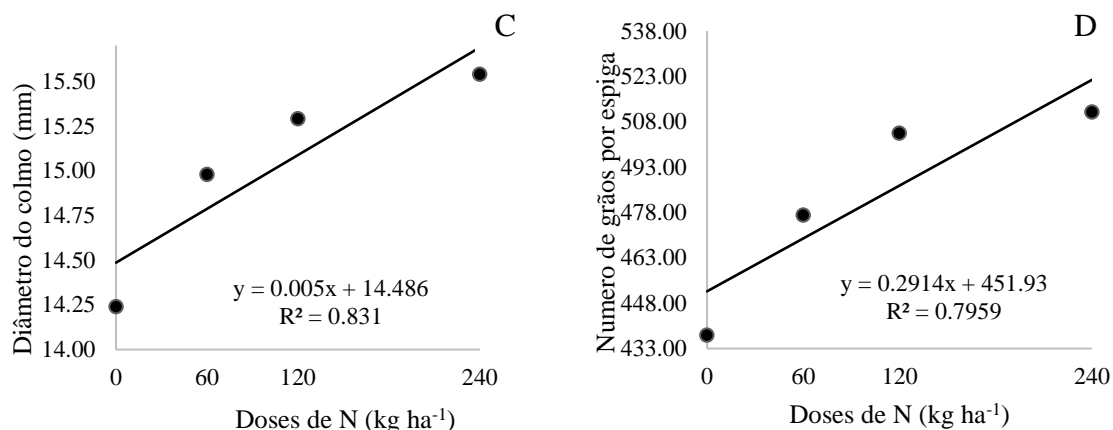 C
Diâmetro do colmo (mm)
15.50
15.25
15.00
14.75
14.50
14.25
14.00
y = 0.005x + 14.486
R² = 0.831
0 60 120 240
Doses de N (kg ha⁻¹)
D
Numero de grãos por espiga
538.00
523.00
508.00
493.00
478.00
463.00
448.00
433.00
y = 0.2914x + 451.93
R² = 0.7959
0 60 120 240
Doses de N (kg ha⁻¹)